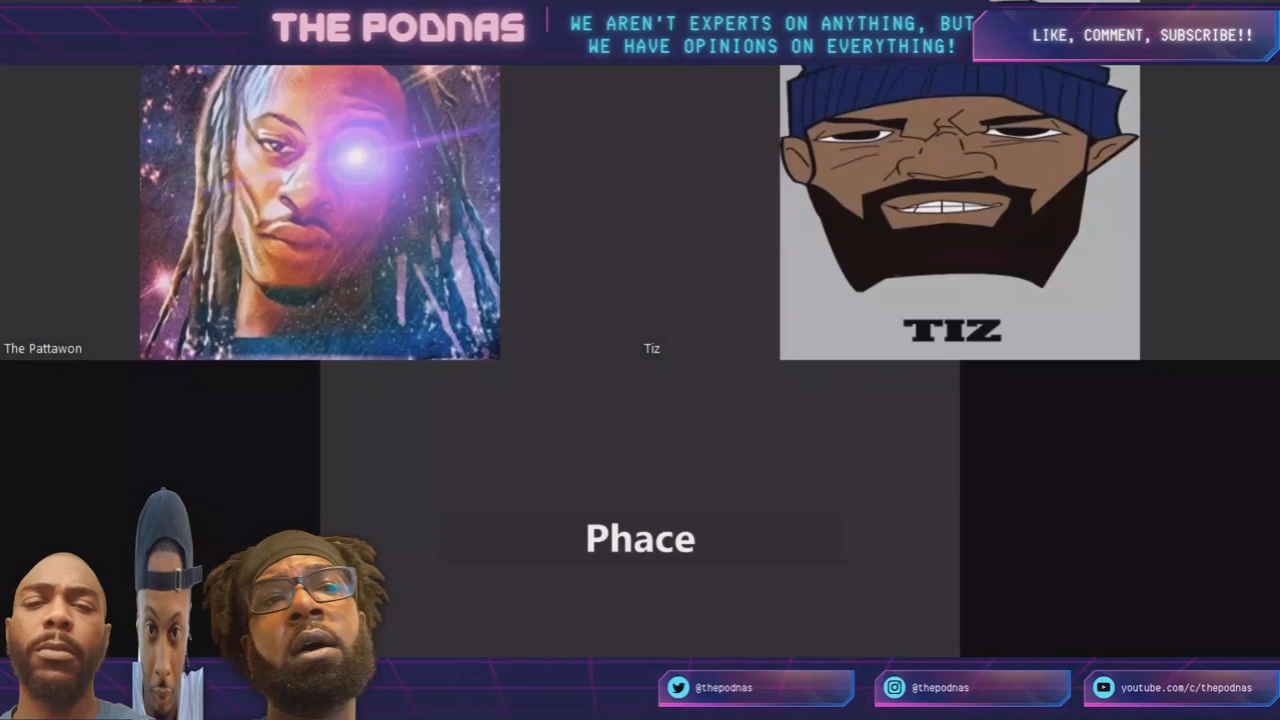 THE PODNAS
WE AREN'T EXPERTS ON ANYTHING, BUT
WE HAVE OPINIONS ON EVERYTHING!
LIKE, COMMENT, SUBSCRIBE!!
TIZ
The Pattawon
Tiz
Phace
@thepodnas
@thepodnas
youtube.com/c/thepodnas